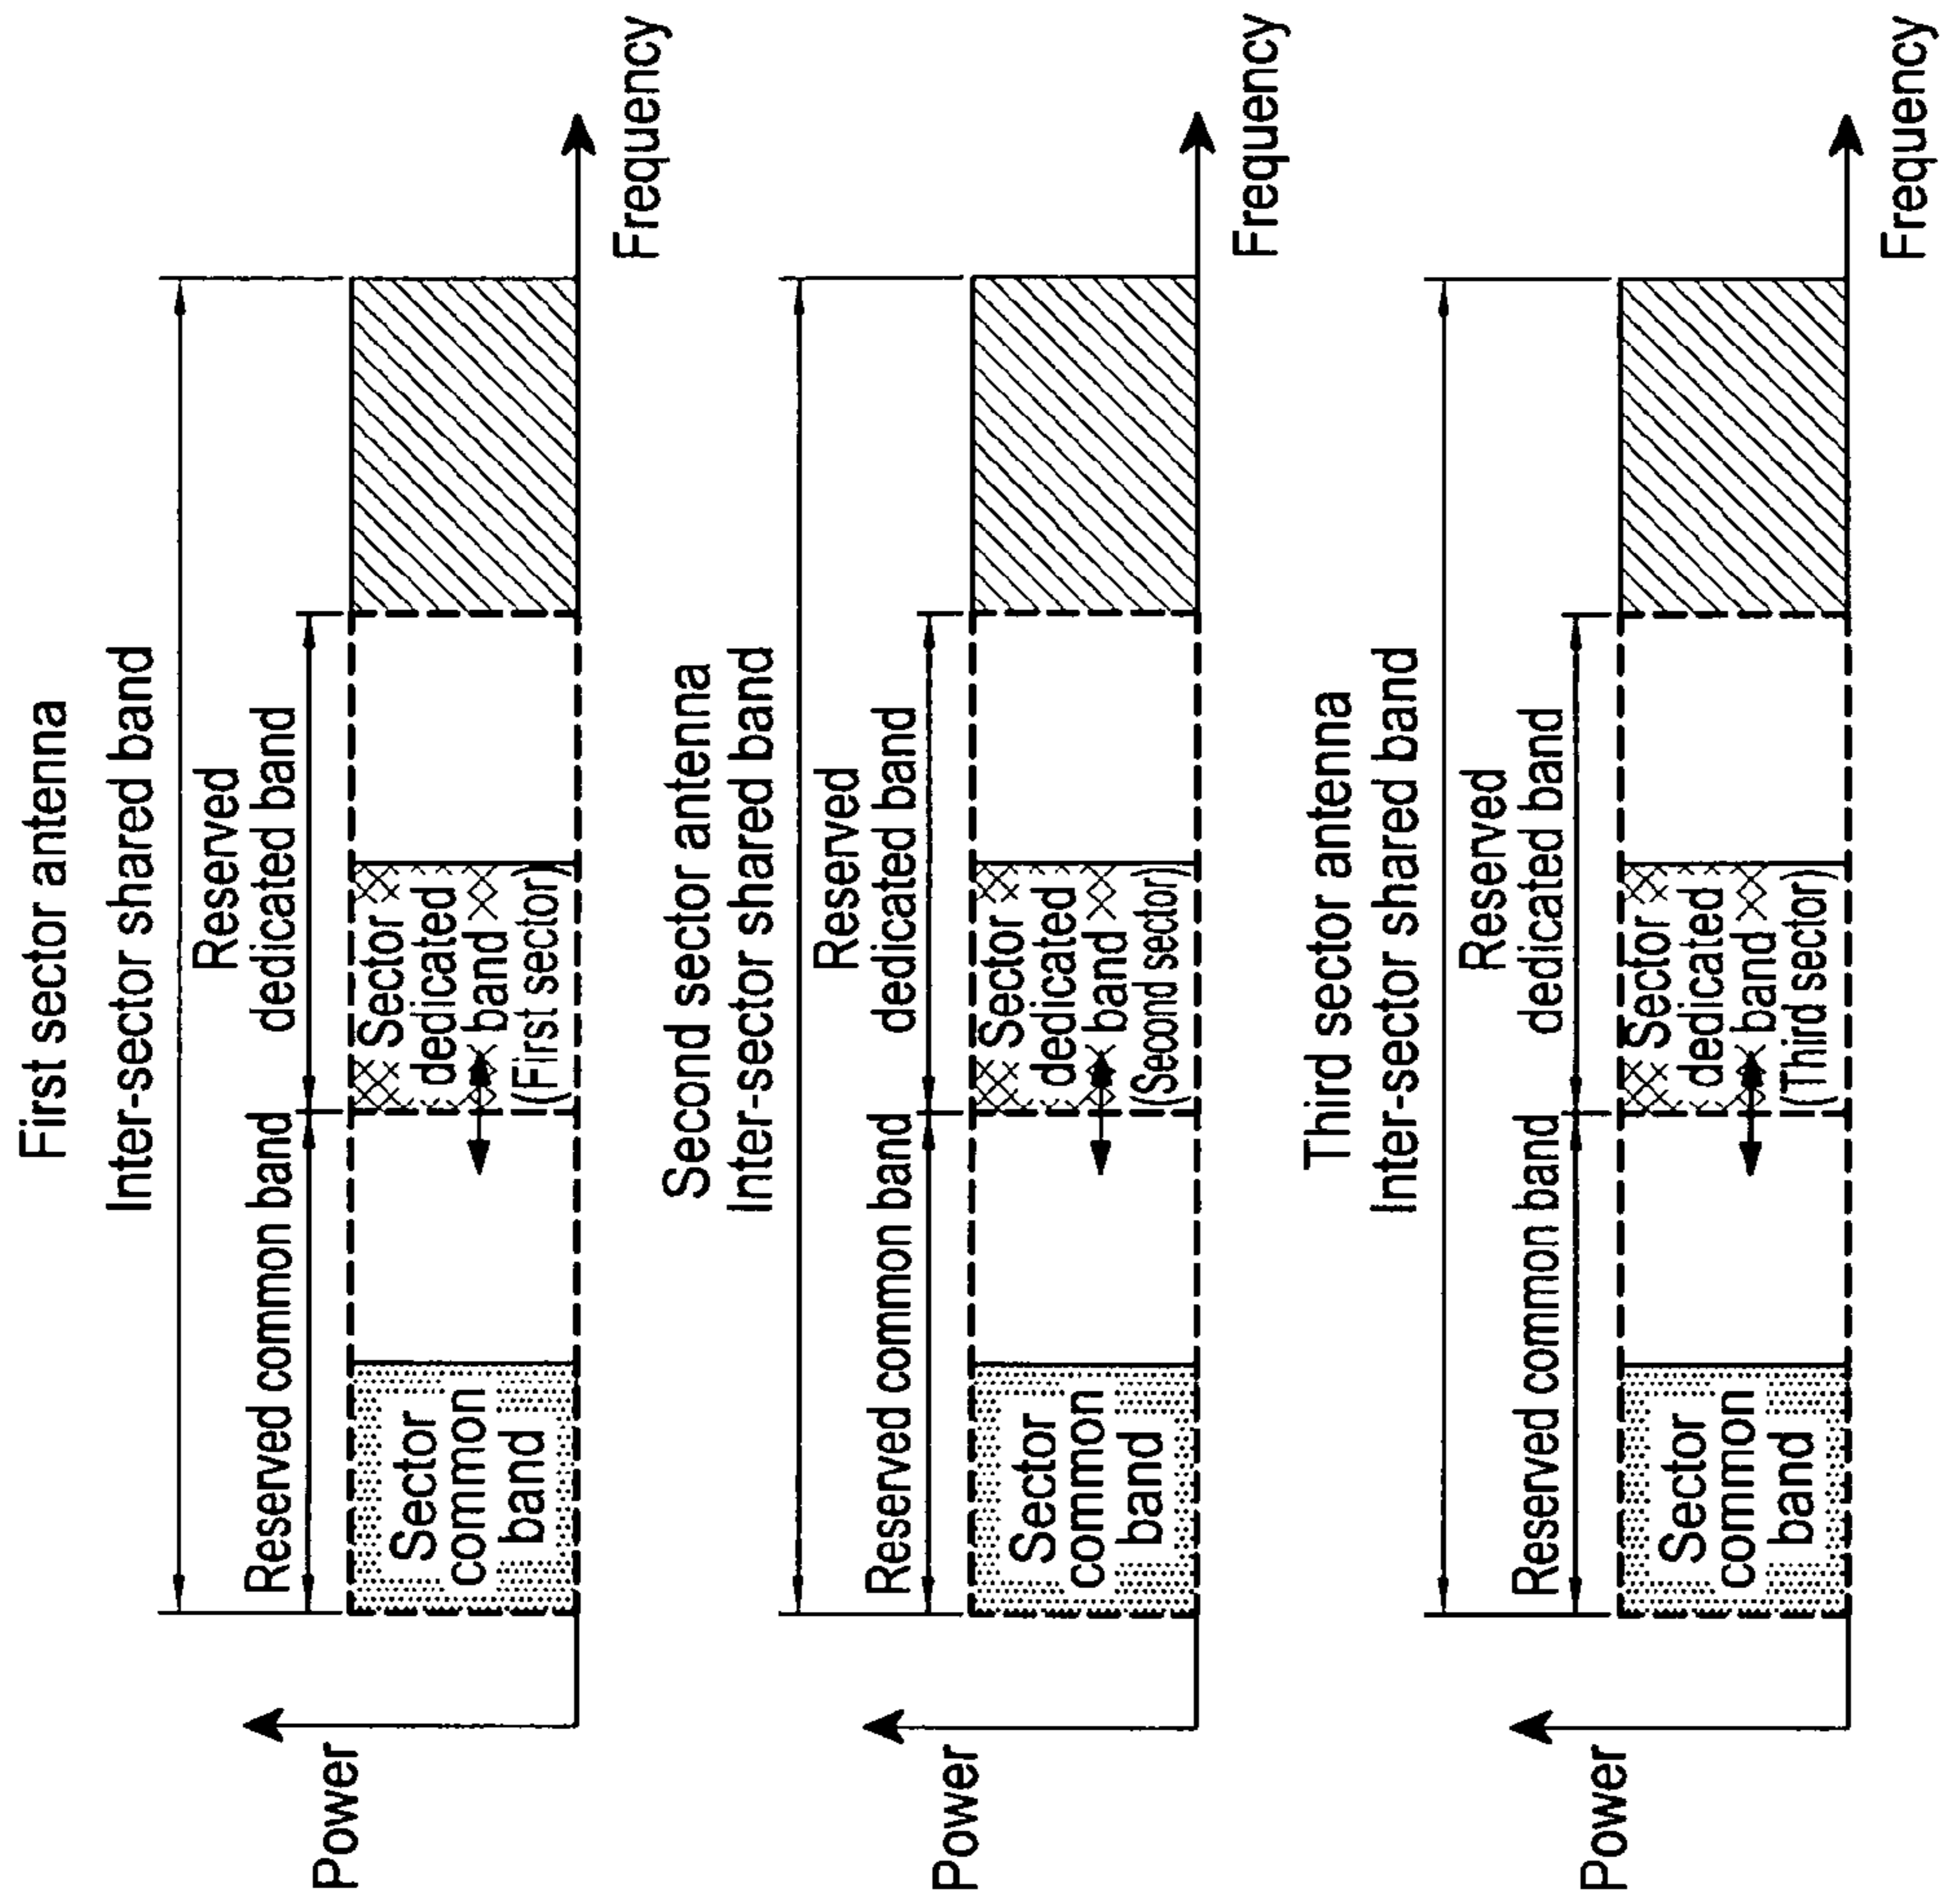 First sector antenna
Inter-sector shared band
Reserved common band
Reserved
dedicated band
Power
Sector
common
band
Sector
dedicated
band
(First sector)
Frequency
Second sector antenna
Inter-sector shared band
Reserved common band
Reserved
dedicated band
Power
Sector
common
band
Sector
dedicated
band
(Second sector)
Frequency
Third sector antenna
Inter-sector shared band
Reserved common band
Reserved
dedicated band
Power
Sector
common
band
Sector
dedicated
band
(Third sector)
Frequency